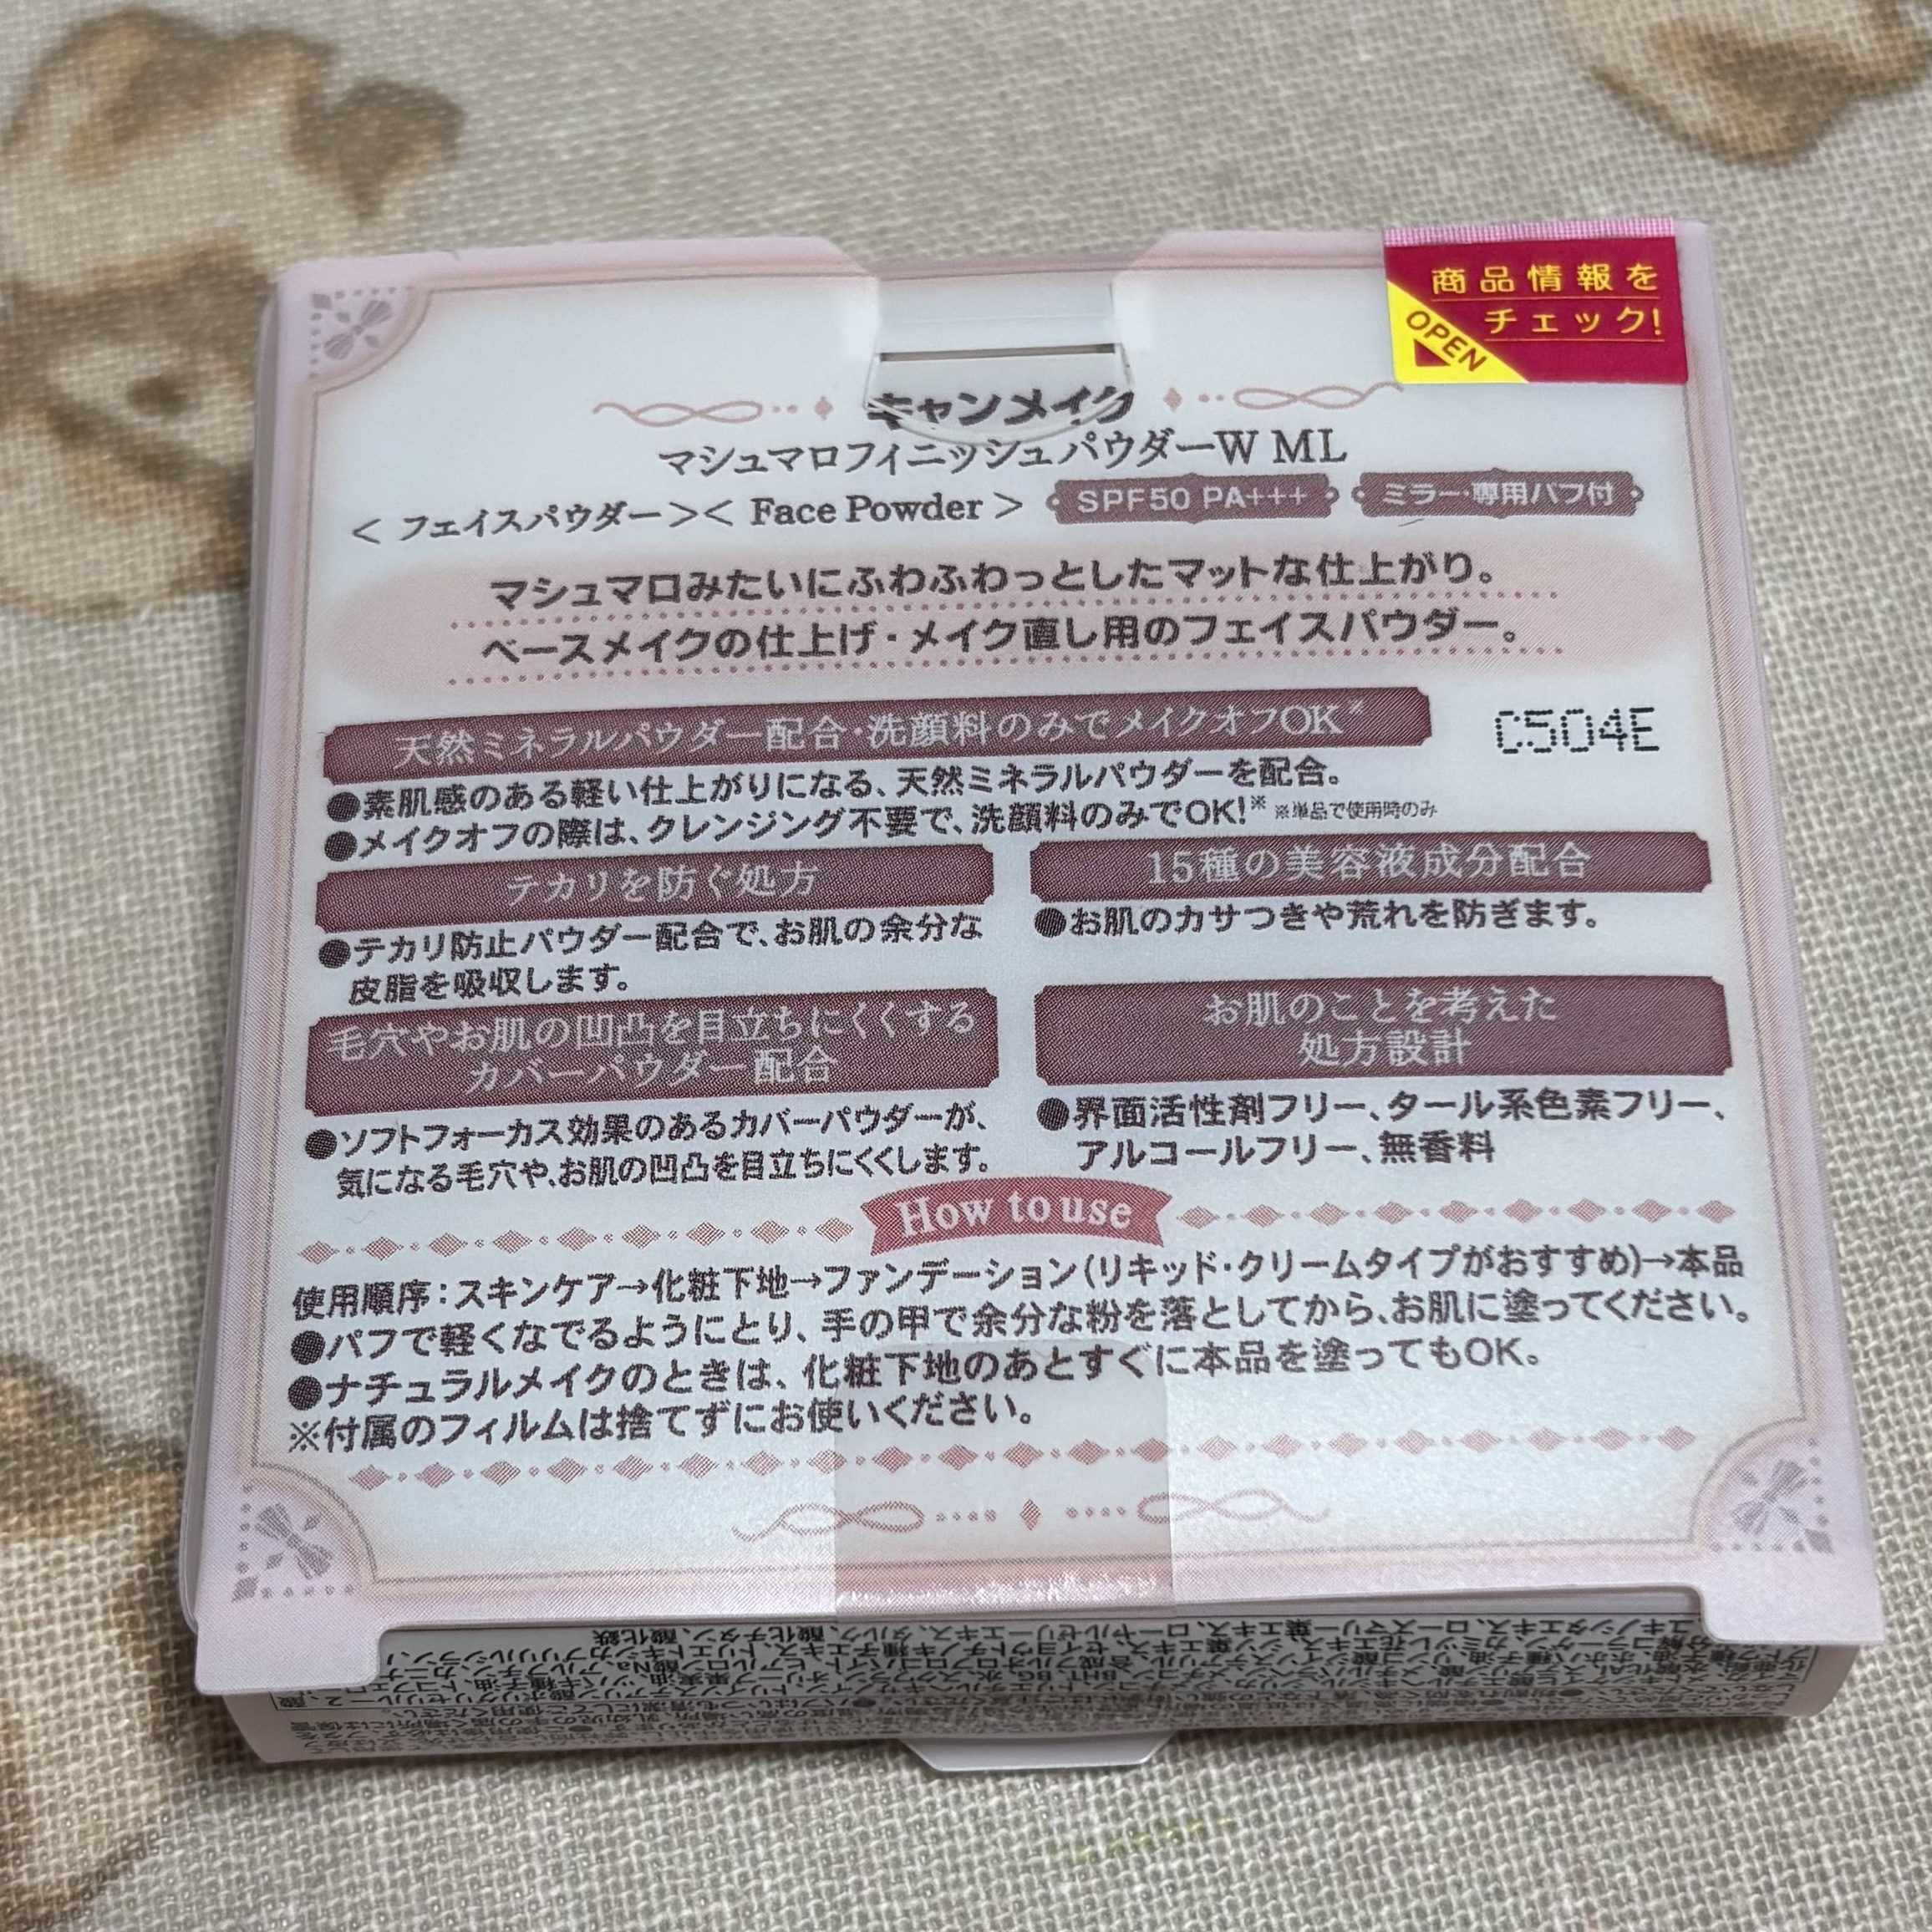 商品情報を
チェック!
OPEN
キャンメイク
マシュマロフィニッシュパウダーW ML
＜フェイスパウダー＞＜ Face Powder ＞ SPF50 PA+++ ミラー・専用パフ付
マシュマロみたいにふわふわっとしたマットな仕上がり。
ベースメイクの仕上げ・メイク直し用のフェイスパウダー。
天然ミネラルパウダー配合・洗顔料のみでメイクオフOK※
C504E
●素肌感のある軽い仕上がりになる、天然ミネラルパウダーを配合。
●メイクオフの際は、クレンジング不要で、洗顔料のみでOK!※ ※単品で使用時のみ
テカリを防ぐ処方
●テカリ防止パウダー配合で、お肌の余分な
皮脂を吸収します。
15種の美容液成分配合
●お肌のカサつきや荒れを防ぎます。
毛穴やお肌の凹凸を目立ちにくくする
カバーパウダー配合
●ソフトフォーカス効果のあるカバーパウダーが、
気になる毛穴や、お肌の凹凸を目立ちにくくします。
お肌のことを考えた
処方設計
●界面活性剤フリー、タール系色素フリー、
アルコールフリー、無香料
How to use
使用順序：スキンケア→化粧下地→ファンデーション(リキッド・クリームタイプがおすすめ)→本品
●パフで軽くなでるようにとり、手の甲で余分な粉を落としてから、お肌に塗ってください。
●ナチュラルメイクのときは、化粧下地のあとすぐに本品を塗ってもOK。
※付属のフィルムは捨てずにお使いください。